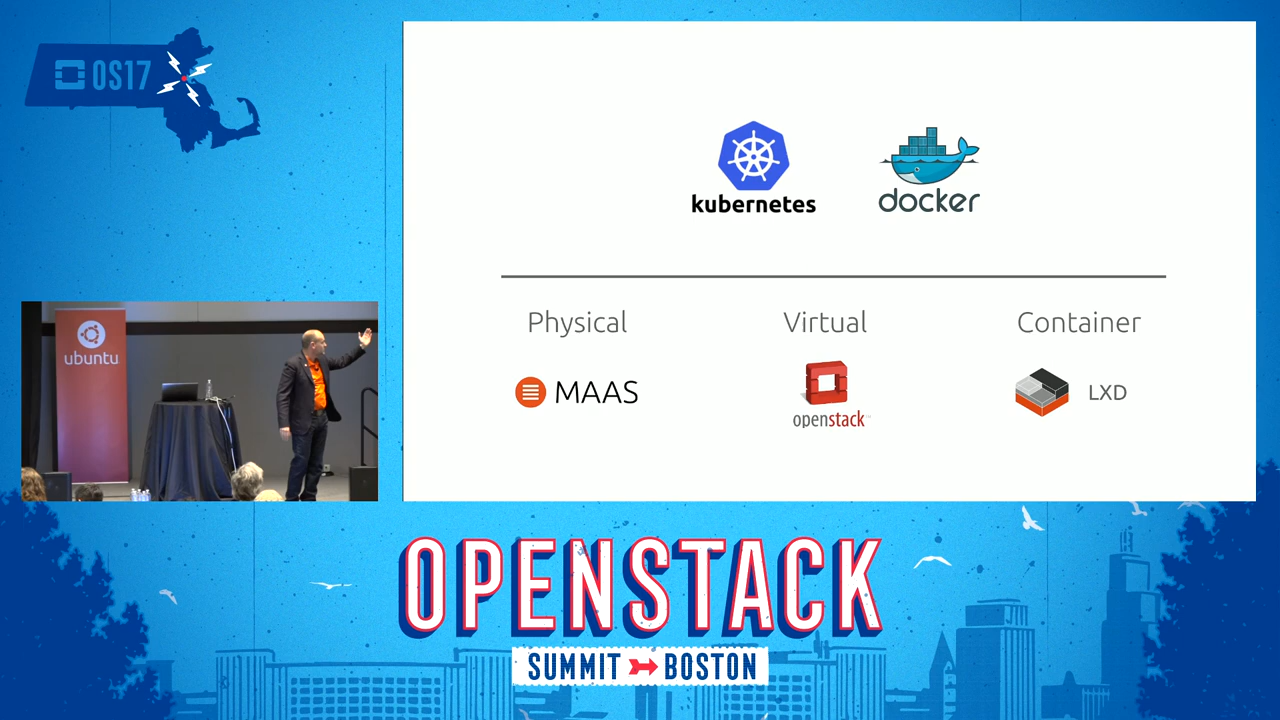 OS17
kubernetes
docker
Physical
Virtual
Container
MAAS
openstack
LXD
ubuntu
OPENSTACK
SUMMIT BOSTON